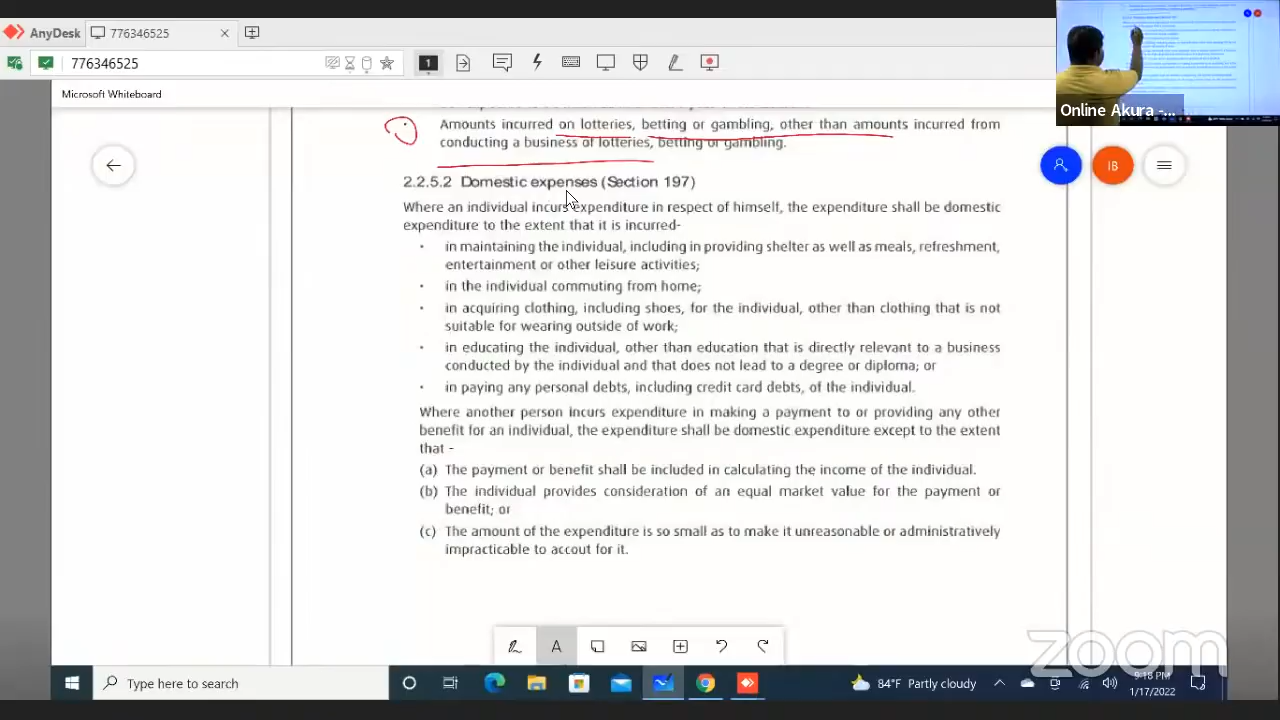 AnyDesk
776346525
776346525
1
Microsoft Whiteboard
Online Akura -...
IB
incurred on lotteries, betting or gambling, other than amounts incurred from
conducting a business of lotteries, betting or gambling.
2.2.5.2 Domestic expenses (Section 197)
Where an individual incurs expenditure in respect of himself, the expenditure shall be domestic
expenditure to the extent that it is incurred-
• in maintaining the individual, including in providing shelter as well as meals, refreshment,
entertainment or other leisure activities;
• in the individual commuting from home;
• in acquiring clothing, including shoes, for the individual, other than clothing that is not
suitable for wearing outside of work;
• in educating the individual, other than education that is directly relevant to a business
conducted by the individual and that does not lead to a degree or diploma; or
• in paying any personal debts, including credit card debts, of the individual.
Where another person incurs expenditure in making a payment to or providing any other
benefit for an individual, the expenditure shall be domestic expenditure except to the extent
that -
(a) The payment or benefit shall be included in calculating the income of the individual.
(b) The individual provides consideration of an equal market value for the payment or
benefit; or
(c) The amount of the expenditure is so small as to make it unreasonable or administratively
impracticable to accout for it.
A
zoom
Type here to search
84°F Partly cloudy
9:18 PM
1/17/2022